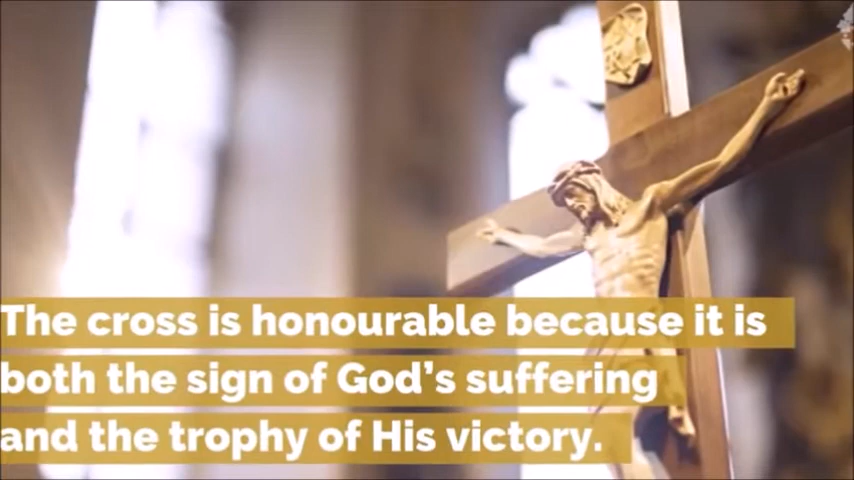 The cross is honourable because it is
both the sign of God’s suffering
and the trophy of His victory.